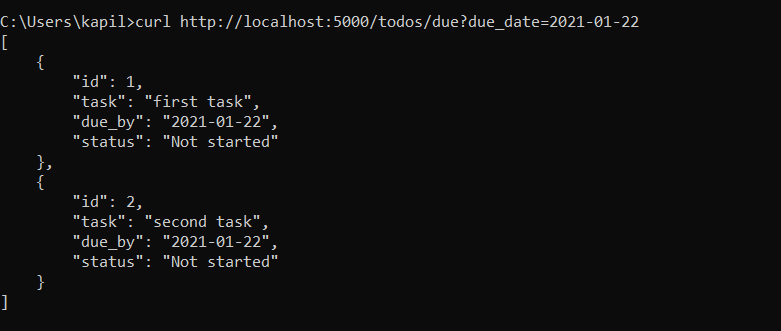 C:\Users\kapil>curl http://localhost:5000/todos/due?due_date=2021-01-22
[
    {
        "id": 1,
        "task": "first task",
        "due_by": "2021-01-22",
        "status": "Not started"
    },
    {
        "id": 2,
        "task": "second task",
        "due_by": "2021-01-22",
        "status": "Not started"
    }
]